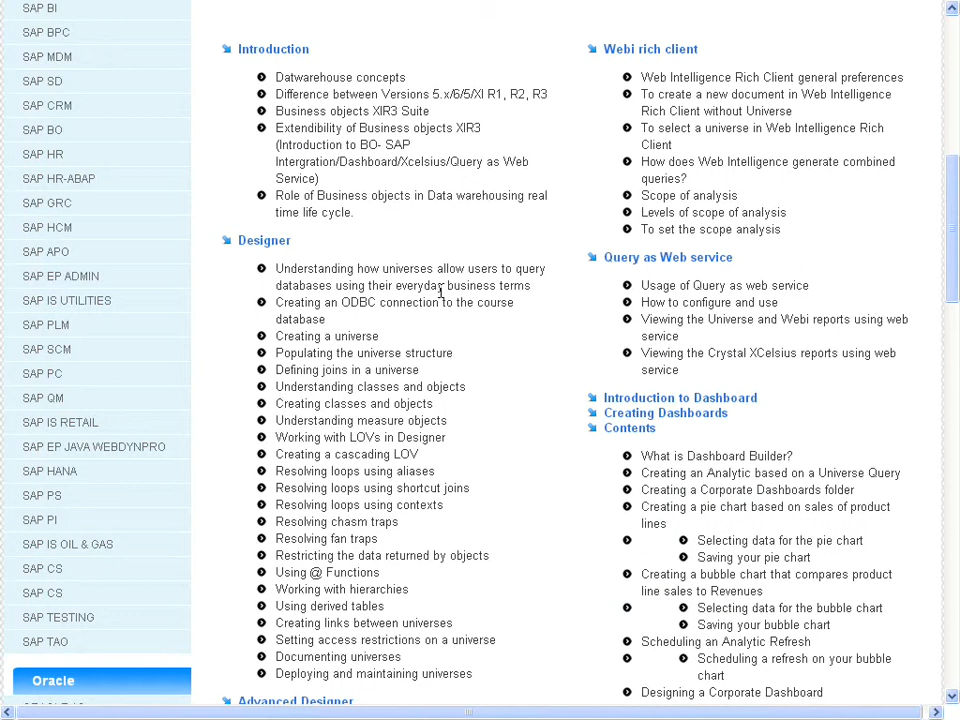 SAP BI
SAP BPC
SAP MDM
SAP SD
SAP CRM
SAP BO
SAP HR
SAP HR-ABAP
SAP GRC
SAP HCM
SAP APO
SAP EP ADMIN
SAP IS UTILITIES
SAP PLM
SAP SCM
SAP PC
SAP QM
SAP IS RETAIL
SAP EP JAVA WEBDYNPRO
SAP HANA
SAP PS
SAP PI
SAP IS OIL & GAS
SAP CS
SAP CS
SAP TESTING
SAP TAO
Oracle
Introduction
Datwarehouse concepts
Difference between Versions 5.x/6/5/XI R1, R2, R3
Business objects XIR3 Suite
Extendibility of Business objects XIR3
(Introduction to BO- SAP
Intergration/Dashboard/Xcelsius/Query as Web
Service)
Role of Business objects in Data warehousing real
time life cycle.
Designer
Understanding how universes allow users to query
databases using their everyday business terms
Creating an ODBC connection to the course
database
Creating a universe
Populating the universe structure
Defining joins in a universe
Understanding classes and objects
Creating classes and objects
Understanding measure objects
Working with LOVs in Designer
Creating a cascading LOV
Resolving loops using aliases
Resolving loops using shortcut joins
Resolving loops using contexts
Resolving chasm traps
Resolving fan traps
Restricting the data returned by objects
Using @ Functions
Working with hierarchies
Using derived tables
Creating links between universes
Setting access restrictions on a universe
Documenting universes
Deploying and maintaining universes
Advanced Designer
Webi rich client
Web Intelligence Rich Client general preferences
To create a new document in Web Intelligence
Rich Client without Universe
To select a universe in Web Intelligence Rich
Client
How does Web Intelligence generate combined
queries?
Scope of analysis
Levels of scope of analysis
To set the scope analysis
Query as Web service
Usage of Query as web service
How to configure and use
Viewing the Universe and Webi reports using web
service
Viewing the Crystal XCelsius reports using web
service
Introduction to Dashboard
Creating Dashboards
Contents
What is Dashboard Builder?
Creating an Analytic based on a Universe Query
Creating a Corporate Dashboards folder
Creating a pie chart based on sales of product
lines
Selecting data for the pie chart
Saving your pie chart
Creating a bubble chart that compares product
line sales to Revenues
Selecting data for the bubble chart
Saving your bubble chart
Scheduling an Analytic Refresh
Scheduling a refresh on your bubble
chart
Designing a Corporate Dashboard